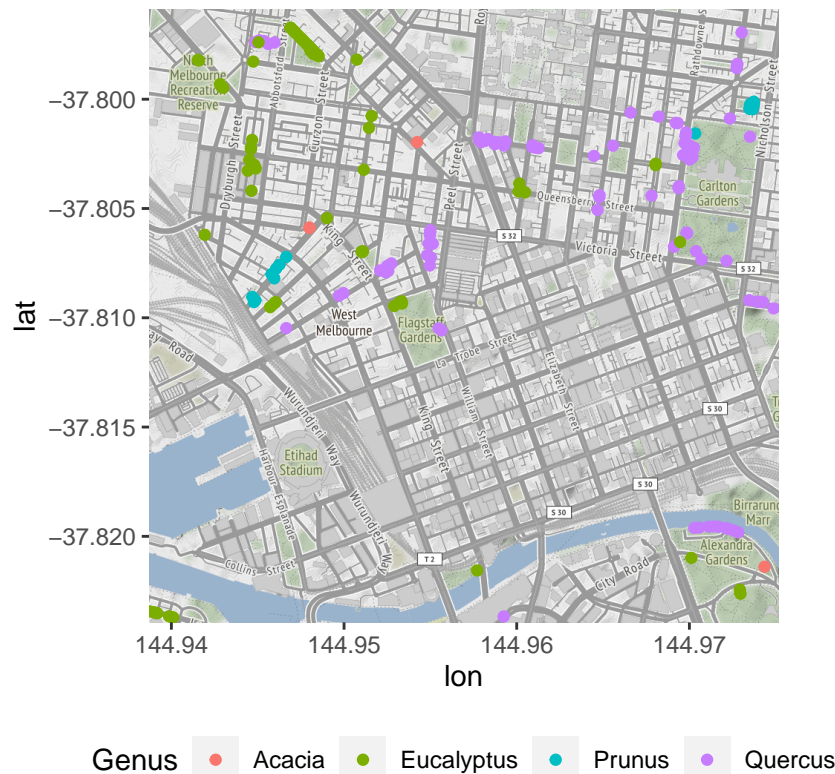 lat
−37.800
−37.805
−37.810
−37.815
−37.820
North
Melbourne
Recreation
Reserve
Abbotsford Street
Curzon Street
Dryburgh Street
Peel Street
Rathdowne
Nicholson Street
Carlton
Gardens
Queensberry Street
S 32
Victoria Street
S 32
King Street
West
Melbourne
Flagstaff
Gardens
La Trobe Street
Elizabeth Street
William Street
King Street
S 30
S 30
S 30
Wurundjeri Way
Etihad
Stadium
Harbour Esplanade
Wurundjeri Way
Collins Street
T 2
City Road
Birrarung
Marr
Alexandra
Gardens
ay Road
144.94
144.95
144.96
144.97
lon
Genus
Acacia
Eucalyptus
Prunus
Quercus